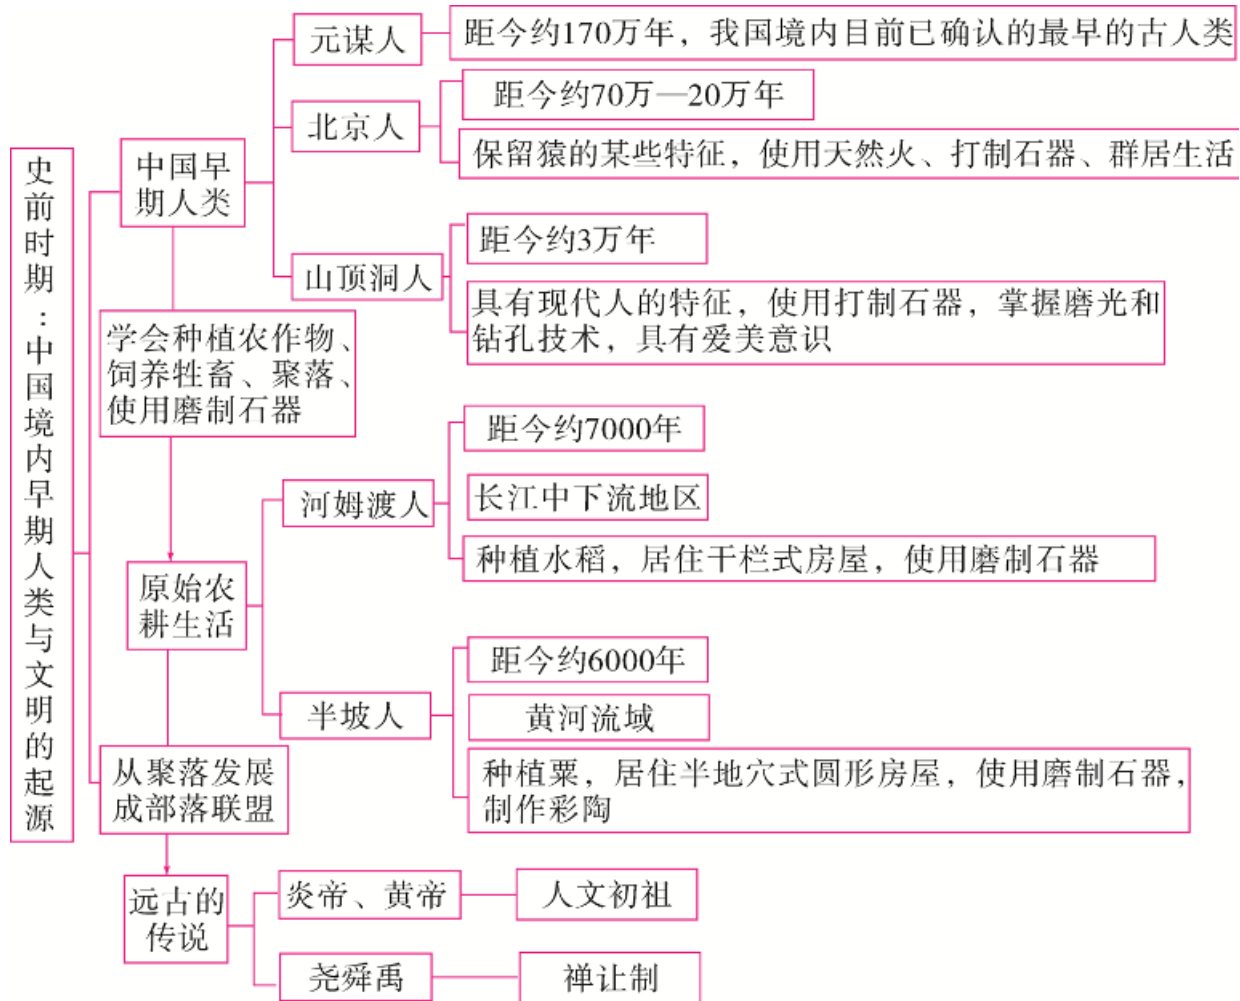 史前时期：中国境内早期人类与文明的起源
中国早
期人类
元谋人
距今约170万年，我国境内目前已确认的最早的古人类
北京人
距今约70万—20万年
保留猿的某些特征，使用天然火、打制石器、群居生活
山顶洞人
距今约3万年
具有现代人的特征，使用打制石器，掌握磨光和
钻孔技术，具有爱美意识
学会种植农作物、
饲养牲畜、聚落、
使用磨制石器
原始农
耕生活
河姆渡人
距今约7000年
长江中下流地区
种植水稻，居住干栏式房屋，使用磨制石器
半坡人
距今约6000年
黄河流域
种植粟，居住半地穴式圆形房屋，使用磨制石器，
制作彩陶
从聚落发展
成部落联盟
远古的
传说
炎帝、黄帝
人文初祖
尧舜禹
禅让制